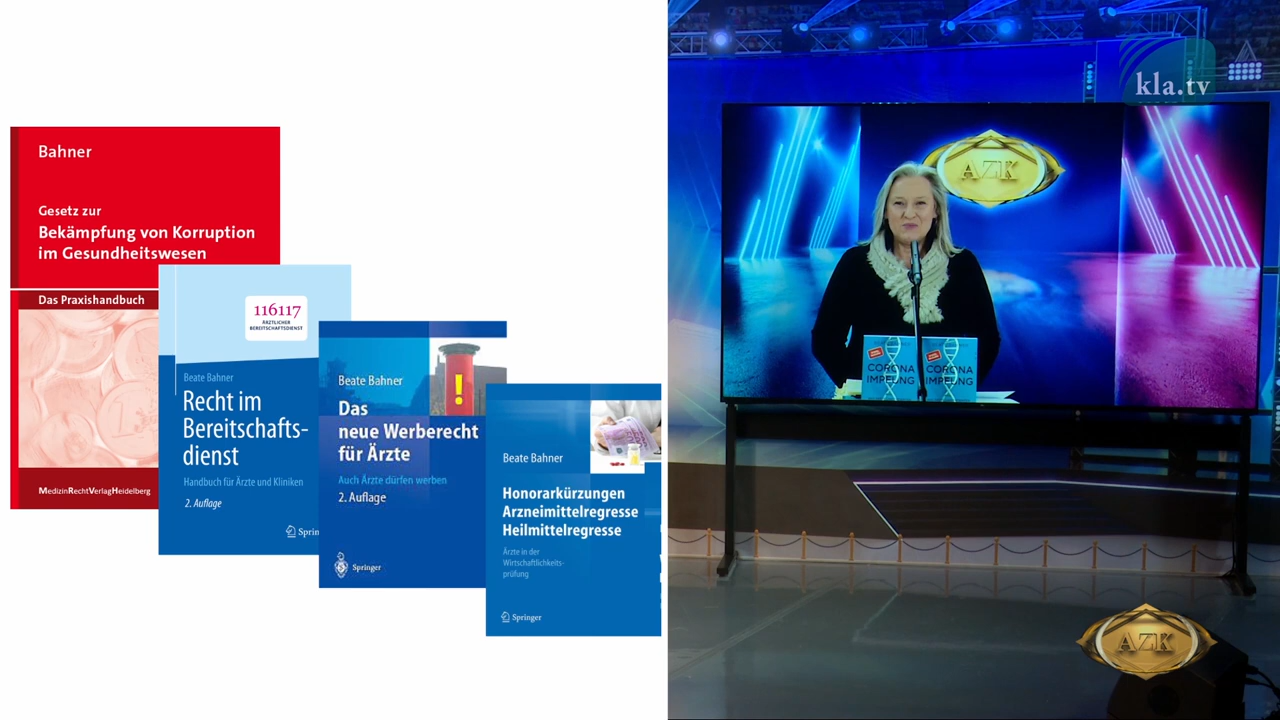 Bahner
Gesetz zur
Bekämpfung von Korruption
im Gesundheitswesen
Das Praxishandbuch
MedizinRechtVerlagHeidelberg
116117
ÄRZTLICHER
BEREITSCHAFTSDIENST
Beate Bahner
Recht im
Bereitschafts-
dienst
Handbuch für Ärzte und Kliniken
2. Auflage
Sprin
Beate Bahner
Das
neue Werberecht
für Ärzte
Auch Ärzte dürfen werben
2. Auflage
Springer
Beate Bahner
Honorarkürzungen
Arzneimittelregresse
Heilmittelregresse
Ärzte in der
Wirtschaftlichkeits-
prüfung
Springer
kla.tv
AZK
CORONA
IMPFUNG
CORONA
IMPFUNG
AZK